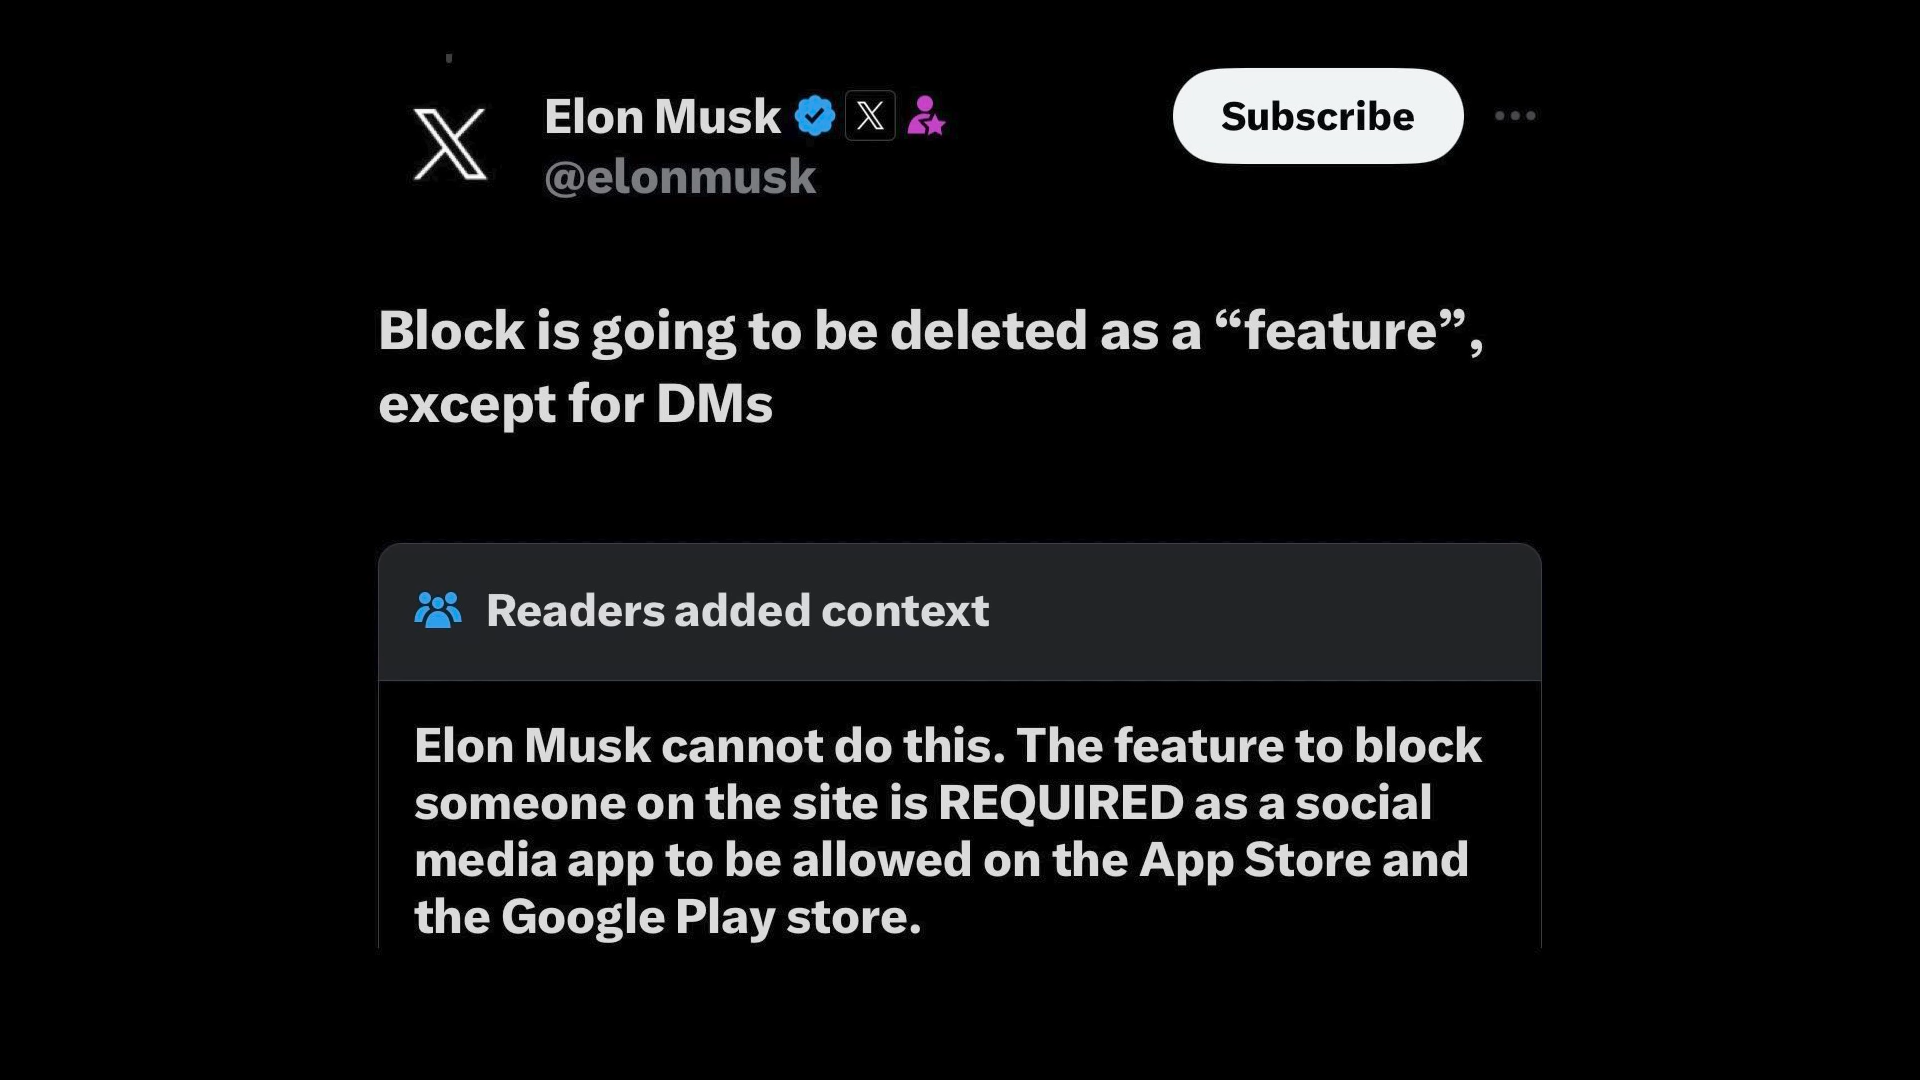 Elon Musk
Subscribe
@elonmusk
Block is going to be deleted as a “feature”,
except for DMs
Readers added context
Elon Musk cannot do this. The feature to block
someone on the site is REQUIRED as a social
media app to be allowed on the App Store and
the Google Play store.